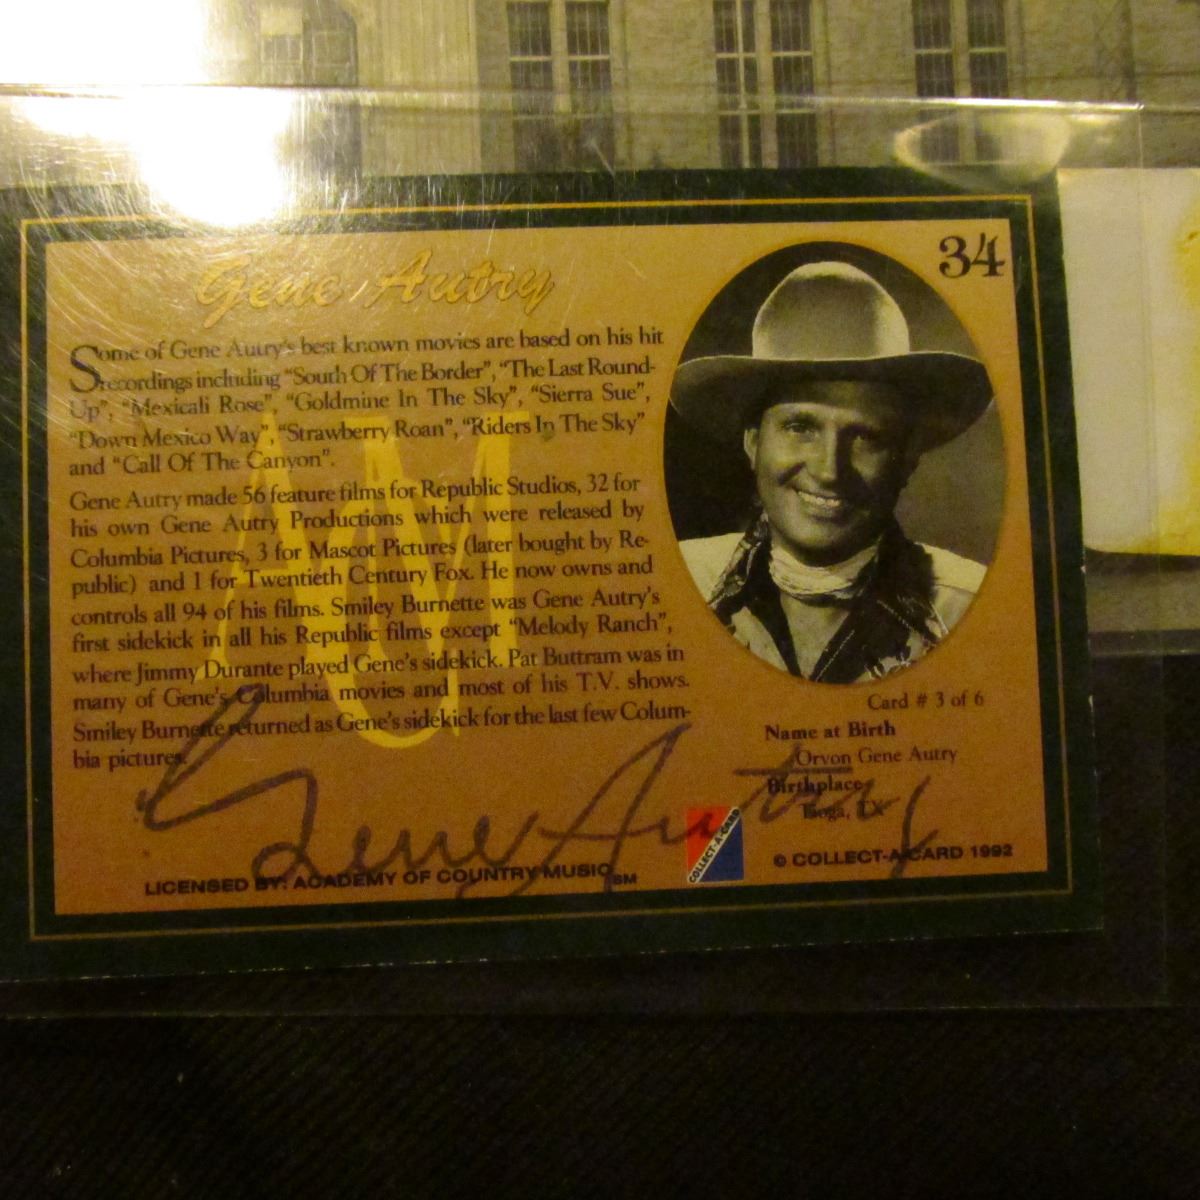 34
Gene Autry
Some of Gene Autry's best known movies are based on his hit
recordings including "South Of The Border", "The Last Round-
Up", "Mexicali Rose", "Goldmine In The Sky", "Sierra Sue",
"Down Mexico Way", "Strawberry Roan", "Riders In The Sky"
and "Call Of The Canyon".
Gene Autry made 56 feature films for Republic Studios, 32 for
his own Gene Autry Productions which were released by
Columbia Pictures, 3 for Mascot Pictures (later bought by Re-
public) and 1 for Twentieth Century Fox. He now owns and
controls all 94 of his films. Smiley Burnette was Gene Autry's
first sidekick in all his Republic films except "Melody Ranch",
where Jimmy Durante played Gene's sidekick. Pat Buttram was in
many of Gene's Columbia movies and most of his T.V. shows.
Smiley Burnette returned as Gene's sidekick for the last few Colum-
bia pictures.
ACM
Card # 3 of 6
Name at Birth
Orvon Gene Autry
Birthplace
Tioga, TX
Gene Autry
COLLECT-A-CARD
© COLLECT-A-CARD 1992
LICENSED BY: ACADEMY OF COUNTRY MUSIC SM